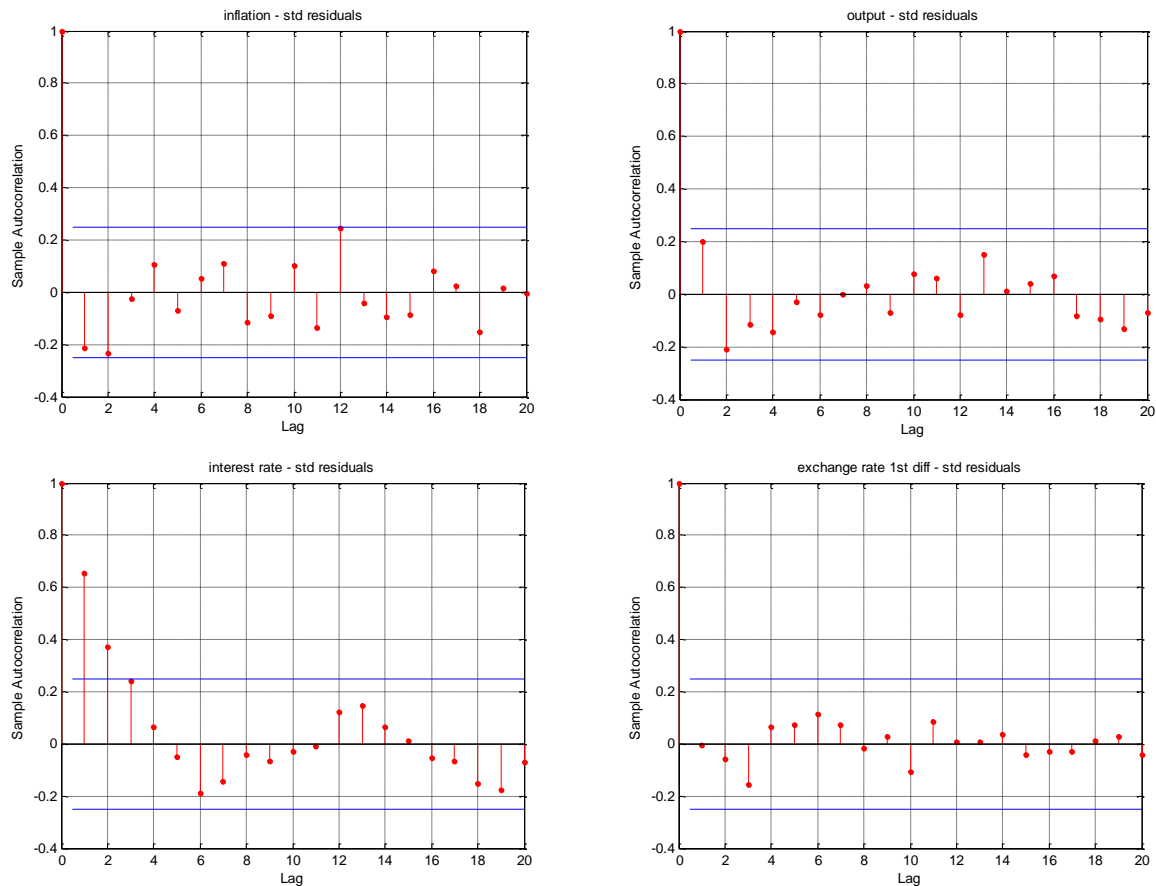 inflation - std residuals
1
0.8
0.6
0.4
0.2
0
-0.2
-0.4
Sample Autocorrelation
0 2 4 6 8 10 12 14 16 18 20
Lag
output - std residuals
1
0.8
0.6
0.4
0.2
0
-0.2
-0.4
Sample Autocorrelation
0 2 4 6 8 10 12 14 16 18 20
Lag
interest rate - std residuals
1
0.8
0.6
0.4
0.2
0
-0.2
-0.4
Sample Autocorrelation
0 2 4 6 8 10 12 14 16 18 20
Lag
exchange rate 1st diff - std residuals
1
0.8
0.6
0.4
0.2
0
-0.2
-0.4
Sample Autocorrelation
0 2 4 6 8 10 12 14 16 18 20
Lag